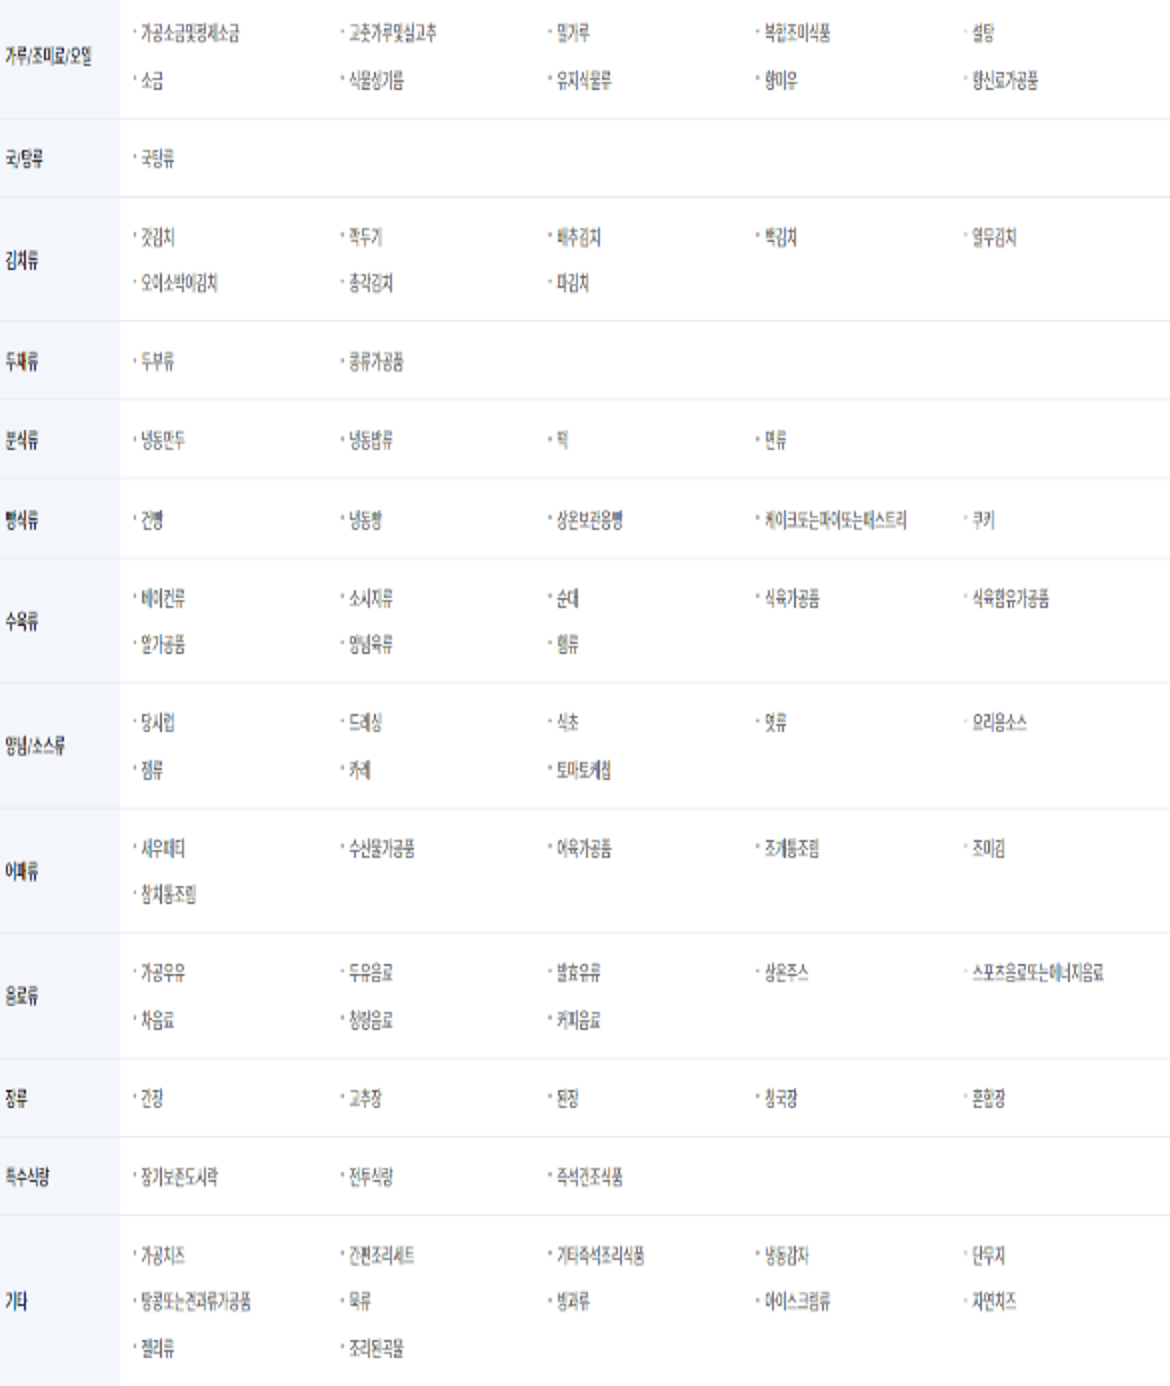 가루/조미료/오일
· 가공소금및정제소금 · 고춧가루및실고추 · 밀가루 · 복합조미식품 · 설탕
· 소금 · 식물성기름 · 유지식물류 · 향미유 · 향신료가공품
국/탕류
· 국탕류
김치류
· 갓김치 · 깍두기 · 배추김치 · 백김치 · 열무김치
· 오이소박이김치 · 총각김치 · 파김치
두채류
· 두부류 · 콩류가공품
분식류
· 냉동만두 · 냉동밥류 · 떡 · 면류
빵식류
· 건빵 · 냉동빵 · 상온보관용빵 · 케이크또는파이또는패스트리 · 쿠키
수육류
· 베이컨류 · 소시지류 · 순대 · 식육가공품 · 식육함유가공품
· 알가공품 · 양념육류 · 햄류
양념/소스류
· 당시럽 · 드레싱 · 식초 · 엿류 · 요리용소스
· 잼류 · 카레 · 토마토케첩
어패류
· 새우패티 · 수산물가공품 · 어육가공품 · 조개통조림 · 조미김
· 참치통조림
음료류
· 가공우유 · 두유음료 · 발효유류 · 상온주스 · 스포츠음료또는에너지음료
· 차음료 · 청량음료 · 커피음료
장류
· 간장 · 고추장 · 된장 · 청국장 · 혼합장
특수식량
· 장기보존도시락 · 전투식량 · 즉석건조식품
기타
· 가공치즈 · 간편조리세트 · 기타즉석조리식품 · 냉동감자 · 단무지
· 땅콩또는견과류가공품 · 묵류 · 빙과류 · 아이스크림류 · 자연치즈
· 젤리류 · 조리된곡물